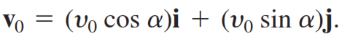 v₀ = (v₀ cos α)i + (v₀ sin α)j.